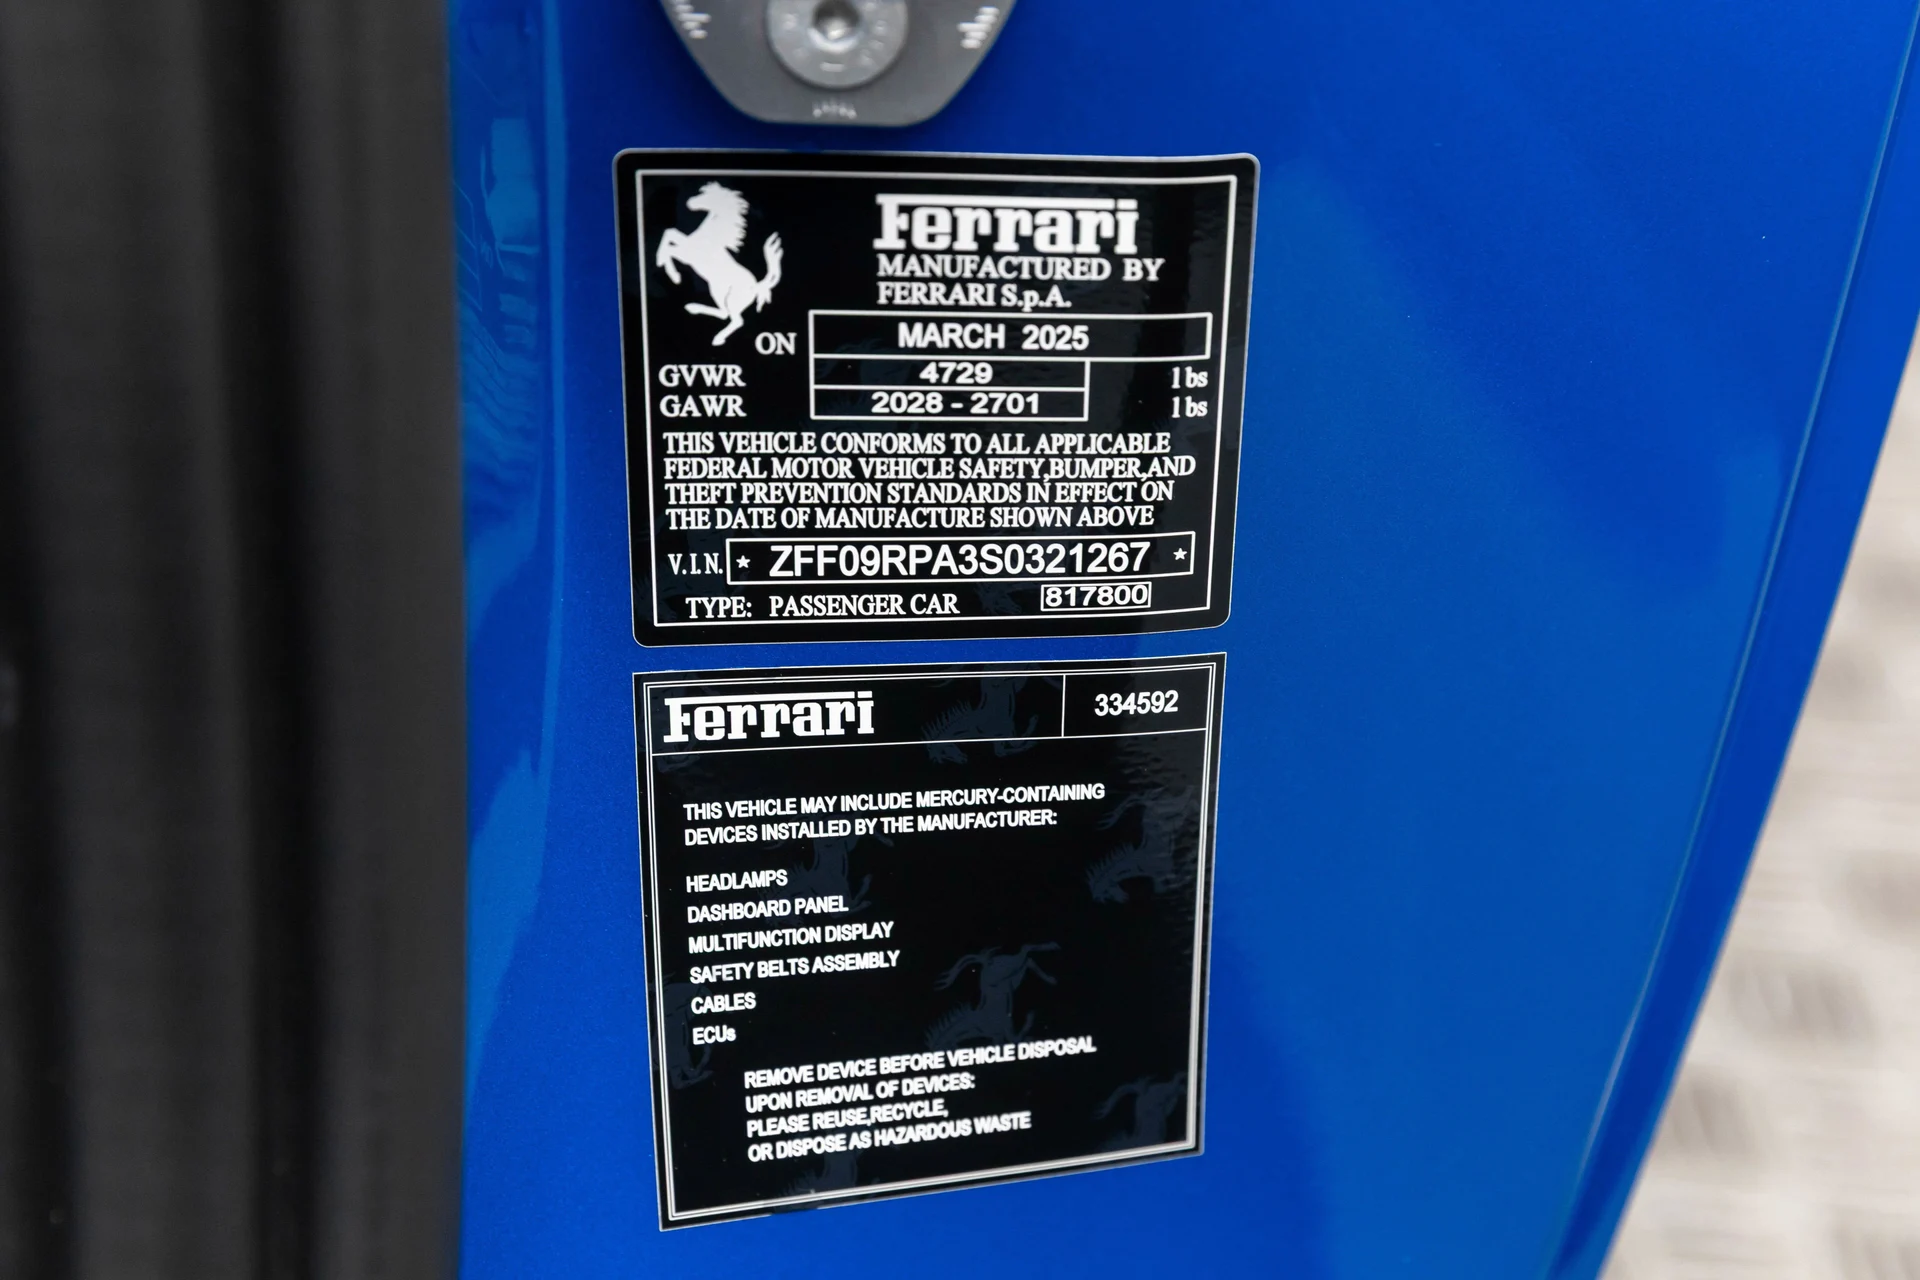 Ferrari
MANUFACTURED BY
FERRARI S.p.A.
ON MARCH 2025
GVWR 4729 lbs
GAWR 2028 - 2701 lbs
THIS VEHICLE CONFORMS TO ALL APPLICABLE
FEDERAL MOTOR VEHICLE SAFETY,BUMPER,AND
THEFT PREVENTION STANDARDS IN EFFECT ON
THE DATE OF MANUFACTURE SHOWN ABOVE
V.I.N. * ZFF09RPA3S0321267 *
TYPE: PASSENGER CAR 817800
Ferrari 334592
THIS VEHICLE MAY INCLUDE MERCURY-CONTAINING
DEVICES INSTALLED BY THE MANUFACTURER:
HEADLAMPS
DASHBOARD PANEL
MULTIFUNCTION DISPLAY
SAFETY BELTS ASSEMBLY
CABLES
ECUs
REMOVE DEVICE BEFORE VEHICLE DISPOSAL
UPON REMOVAL OF DEVICES:
PLEASE REUSE,RECYCLE,
OR DISPOSE AS HAZARDOUS WASTE